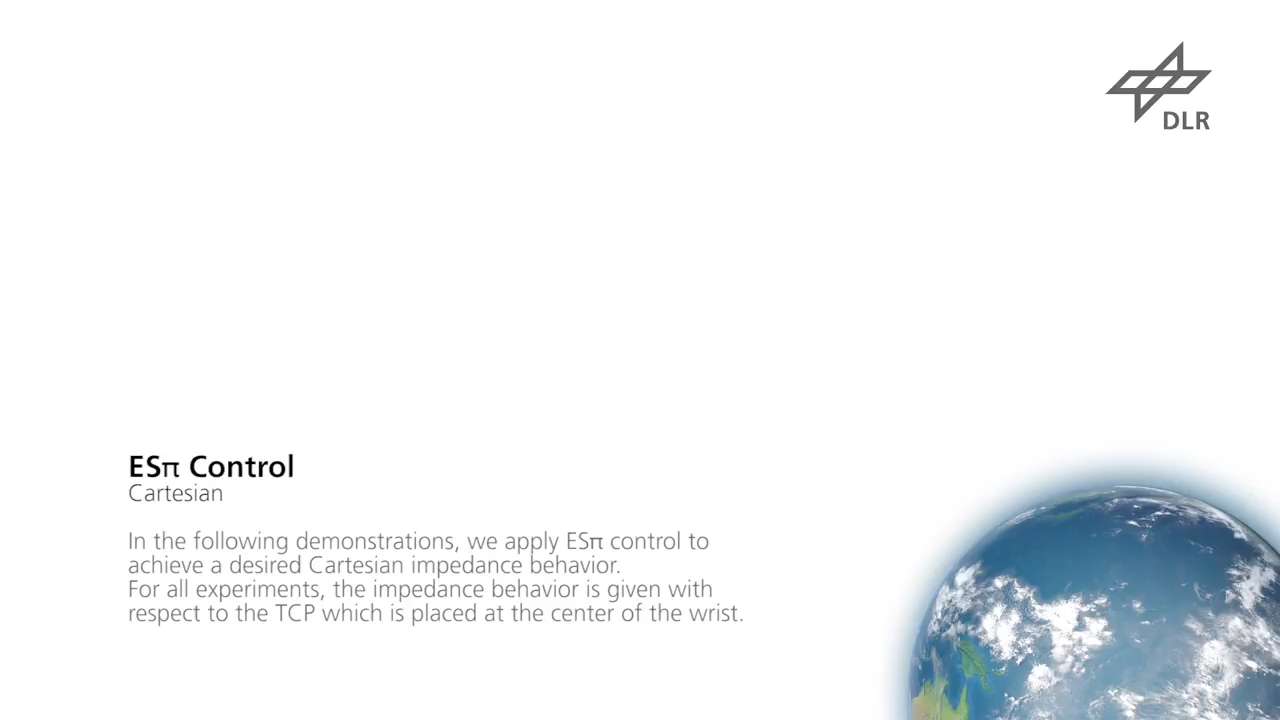 DLR
ESπ Control
Cartesian
In the following demonstrations, we apply ESπ control to
achieve a desired Cartesian impedance behavior.
For all experiments, the impedance behavior is given with
respect to the TCP which is placed at the center of the wrist.